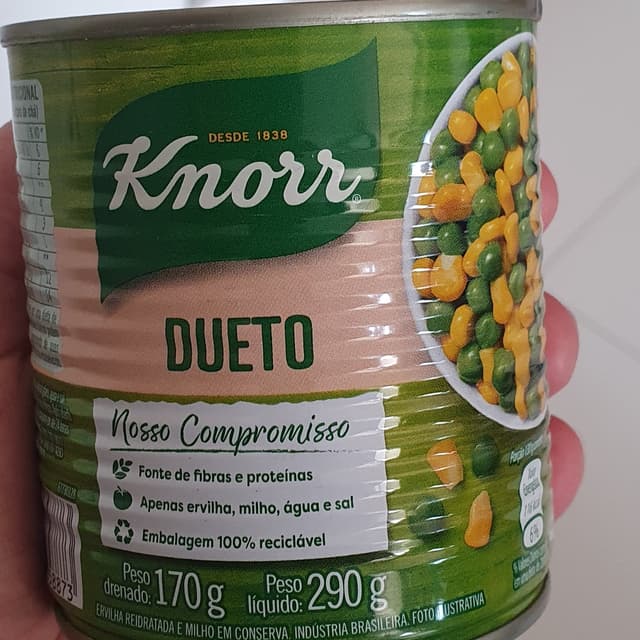 DESDE 1838
Knorr
DUETO
Nosso Compromisso
Fonte de fibras e proteínas
Apenas ervilha, milho, água e sal
Embalagem 100% reciclável
Peso drenado: 170 g
Peso líquido: 290 g
ERVILHA REIDRATADA E MILHO EM CONSERVA. INDÚSTRIA BRASILEIRA. FOTO